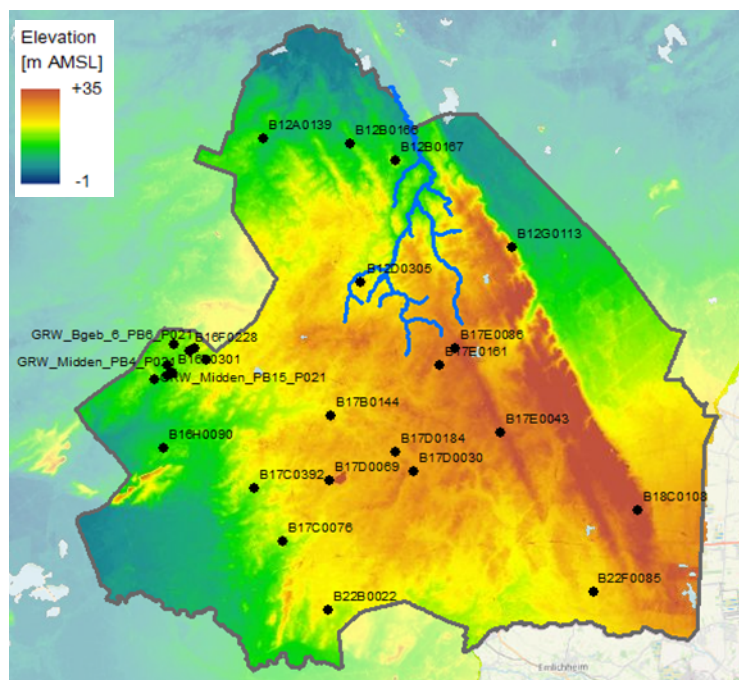 Elevation
[m AMSL]
+35
-1
B12A0139
B12B0166
B12B0167
B12G0113
B12D0305
GRW_Bgeb_6_PB6_P021
B16F0228
GRW_Midden_PB4_P021
GRW_Midden_PB15_P021
B17E0086
B17E0161
B17B0144
B17E0043
B16H0090
B17D0184
B17D0069
B17D0030
B17C0392
B18C0108
B17C0076
B22F0085
B22B0022
Emlichheim